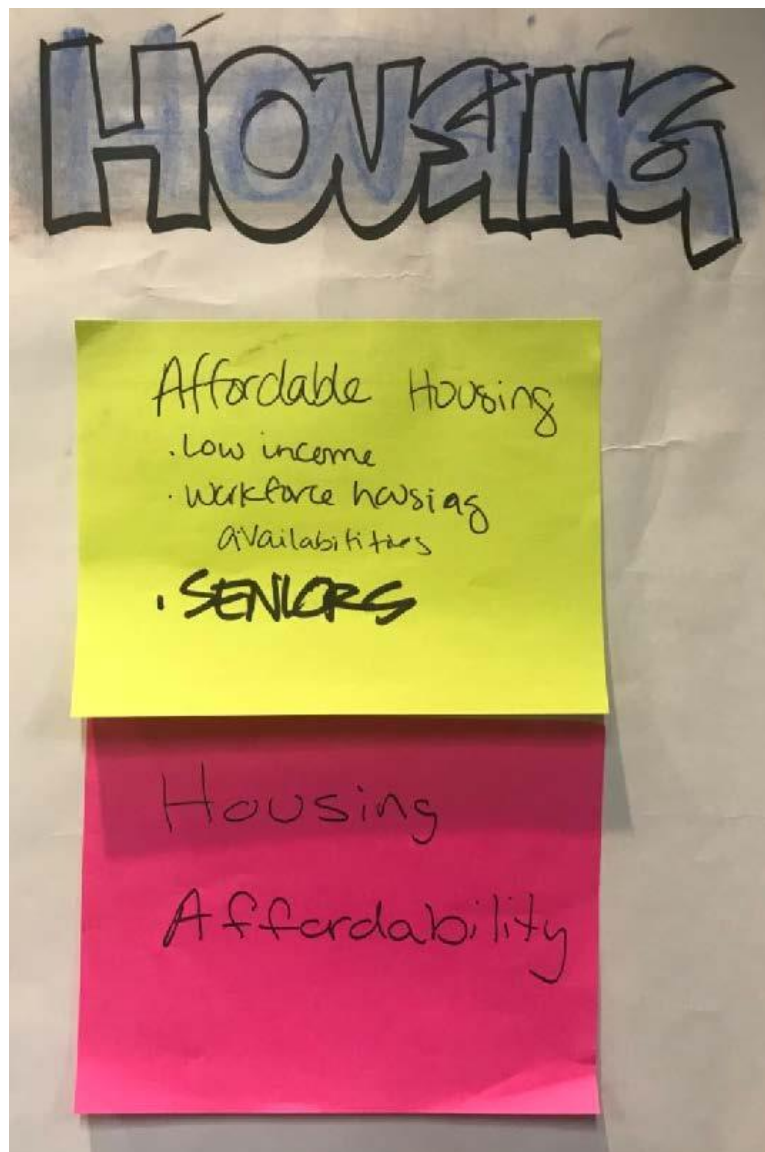 HOUSING
Affordable Housing
· Low income
· Workforce housing
availabilities
· SENIORS
Housing
Affordability